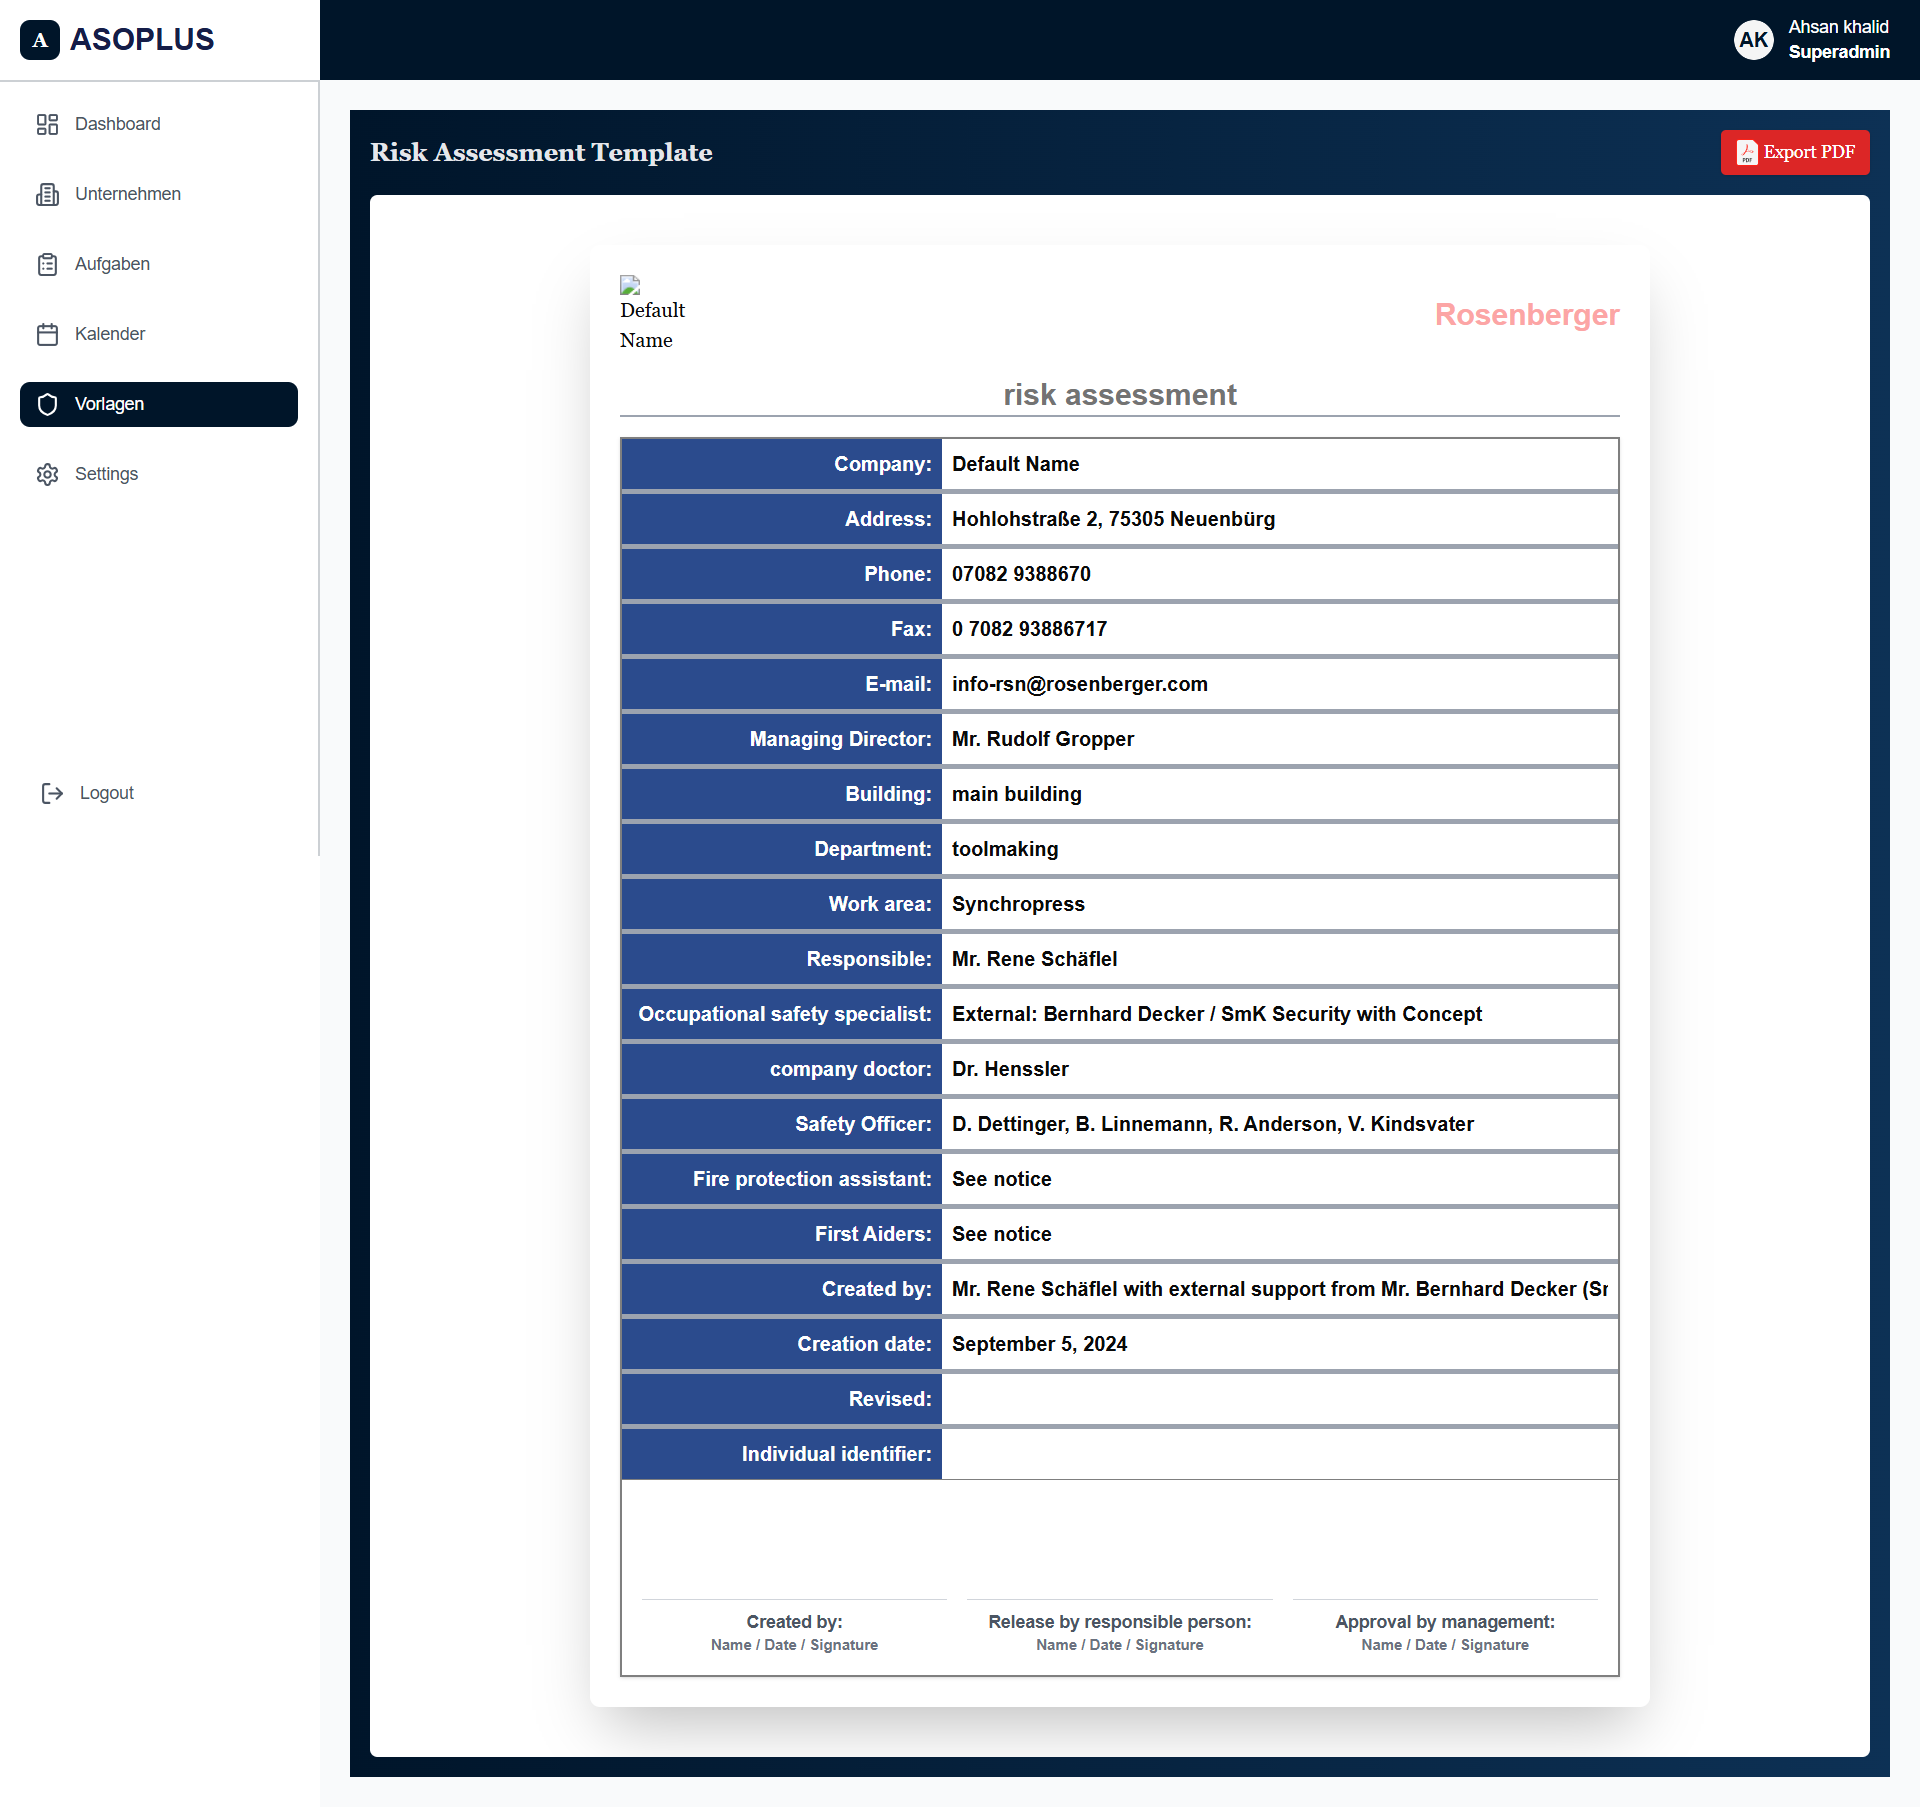 A ASOPLUS
AK
Ahsan khalid
Superadmin
Dashboard
Unternehmen
Aufgaben
Kalender
Vorlagen
Settings
Logout
Risk Assessment Template
PDF Export PDF
Default
Name
Rosenberger
risk assessment
Company: Default Name
Address: Hohlohstraße 2, 75305 Neuenbürg
Phone: 07082 9388670
Fax: 0 7082 93886717
E-mail: info-rsn@rosenberger.com
Managing Director: Mr. Rudolf Gropper
Building: main building
Department: toolmaking
Work area: Synchropress
Responsible: Mr. Rene Schäflel
Occupational safety specialist: External: Bernhard Decker / SmK Security with Concept
company doctor: Dr. Henssler
Safety Officer: D. Dettinger, B. Linnemann, R. Anderson, V. Kindsvater
Fire protection assistant: See notice
First Aiders: See notice
Created by: Mr. Rene Schäflel with external support from Mr. Bernhard Decker
Creation date: September 5, 2024
Revised:
Individual identifier:
Created by:
Name / Date / Signature
Release by responsible person:
Name / Date / Signature
Approval by management:
Name / Date / Signature